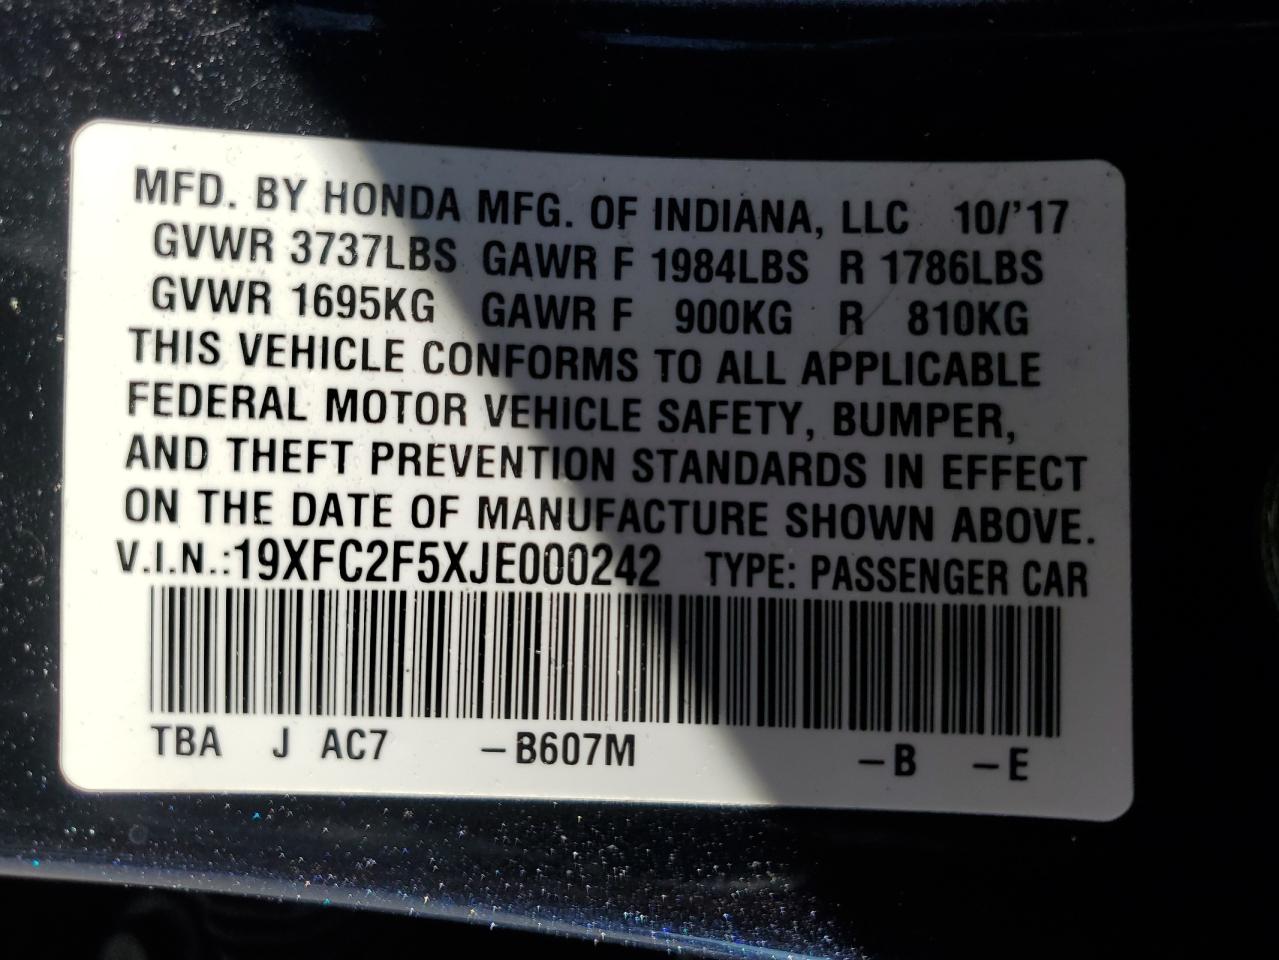 MFD. BY HONDA MFG. OF INDIANA, LLC 10/'17
GVWR 3737LBS GAWR F 1984LBS R 1786LBS
GVWR 1695KG GAWR F 900KG R 810KG
THIS VEHICLE CONFORMS TO ALL APPLICABLE
FEDERAL MOTOR VEHICLE SAFETY, BUMPER,
AND THEFT PREVENTION STANDARDS IN EFFECT
ON THE DATE OF MANUFACTURE SHOWN ABOVE.
V.I.N.:19XFC2F5XJE000242 TYPE: PASSENGER CAR
TBA J AC7 –B607M –B –E